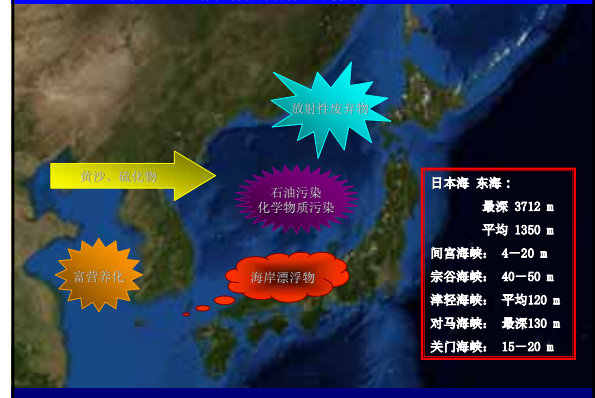 放射性废弃物
黄沙、硫化物
石油污染
化学物质污染
富营养化
海岸漂浮物
日本海 东海：
最深 3712 m
平均 1350 m
间宫海峡： 4－20 m
宗谷海峡： 40－50 m
津轻海峡： 平均120 m
对马海峡： 最深130 m
关门海峡： 15－20 m